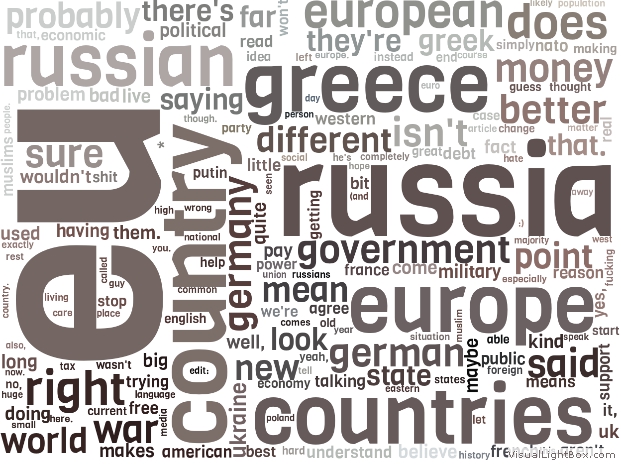 probably there's far won't european does likely population
that, economic political they're greek simply nato making
russian read idea left europe. instead end course
problem bad live saying greece euro money
guess thought
though. day person western better case
muslims people. eu sure * party different isn't article change matter real
wouldn't shit country great debt fact that.
putin little social he's completely hate
russia hope bit (and away :)
high wrong germany quite seen getting
used having them. national majority west
exactly rest you. help pay government point
called guy power france come military reason fucking
union russians especially
living stop common mean europe yes,
care place english we're agree
country. comes old year situation muslim able kind speak start
also, well, look german maybe public said
long tax wasn't big yeah, foreign
now. edit: new tell state
no, right trying economy talking states means support
huge language ukraine eastern
doing here. current free. media countries let it,
small poland
world war uk
makes american best hard understand believe history french aren't
VisualLightBox.com